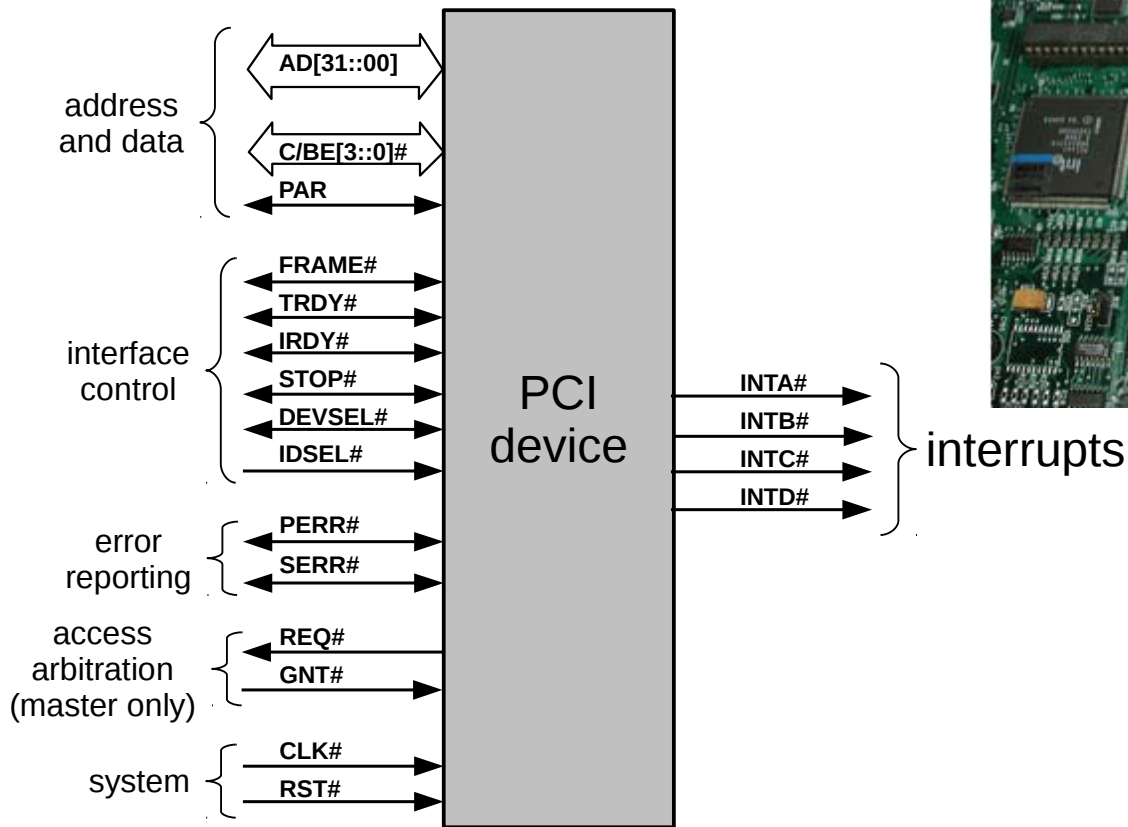 address
and data
AD[31::00]
C/BE[3::0]#
PAR
interface
control
FRAME#
TRDY#
IRDY#
STOP#
DEVSEL#
IDSEL#
error
reporting
PERR#
SERR#
access
arbitration
(master only)
REQ#
GNT#
system
CLK#
RST#
PCI
device
INTA#
INTB#
INTC#
INTD#
interrupts